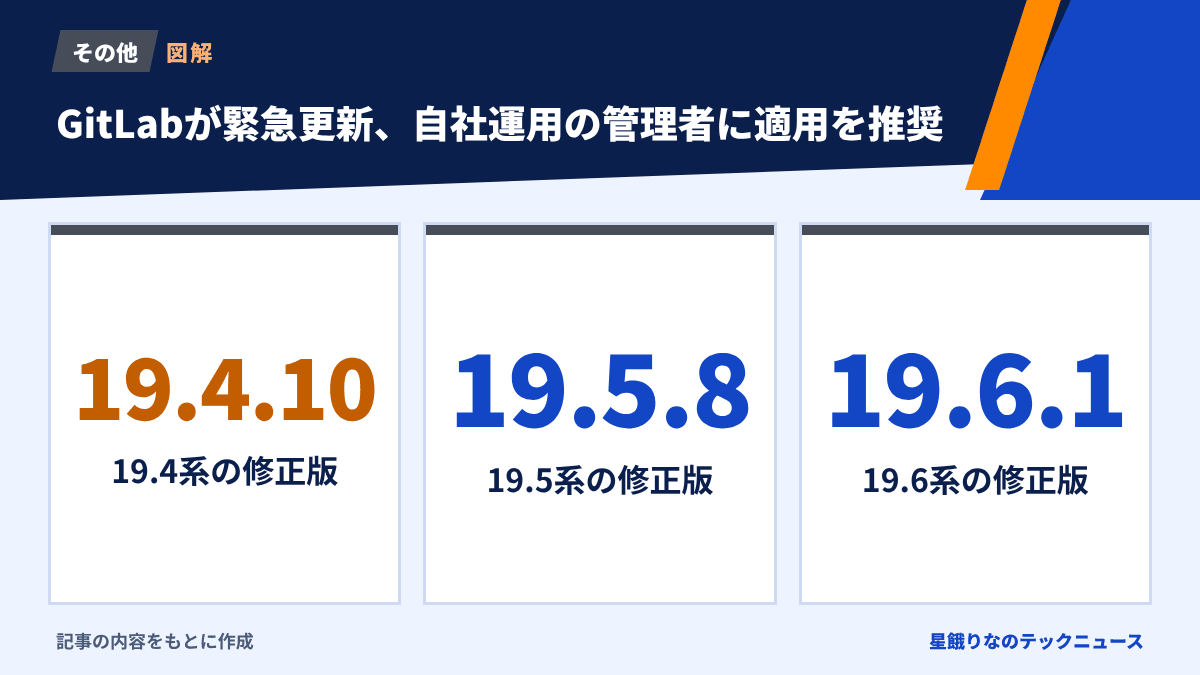 その他 図解
GitLabが緊急更新、自社運用の管理者に適用を推奨
19.4.10
19.4系の修正版
19.5.8
19.5系の修正版
19.6.1
19.6系の修正版
記事の内容をもとに作成
星餓りなのテックニュース